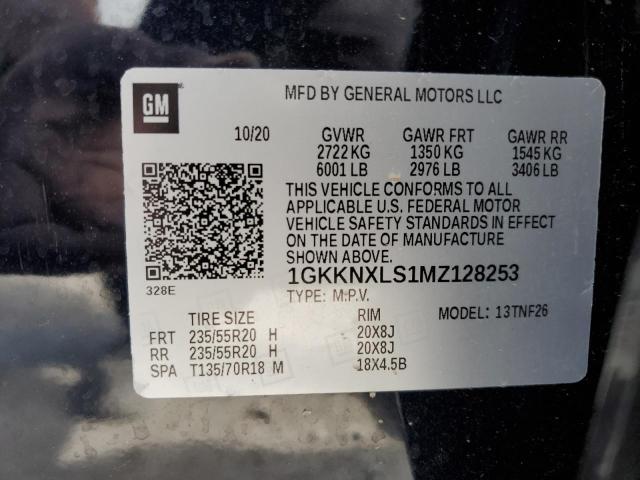 GM
MFD BY GENERAL MOTORS LLC
10/20 GVWR GAWR FRT GAWR RR
2722 KG 1350 KG 1545 KG
6001 LB 2976 LB 3406 LB
THIS VEHICLE CONFORMS TO ALL
APPLICABLE U.S. FEDERAL MOTOR
VEHICLE SAFETY STANDARDS IN EFFECT
ON THE DATE OF MANUFACTURE
SHOWN ABOVE.
1GKKNXLS1MZ128253
328E
TYPE: M.P.V.
MODEL: 13TNF26
TIRE SIZE RIM
FRT 235/55R20 H 20X8J
RR 235/55R20 H 20X8J
SPA T135/70R18 M 18X4.5B